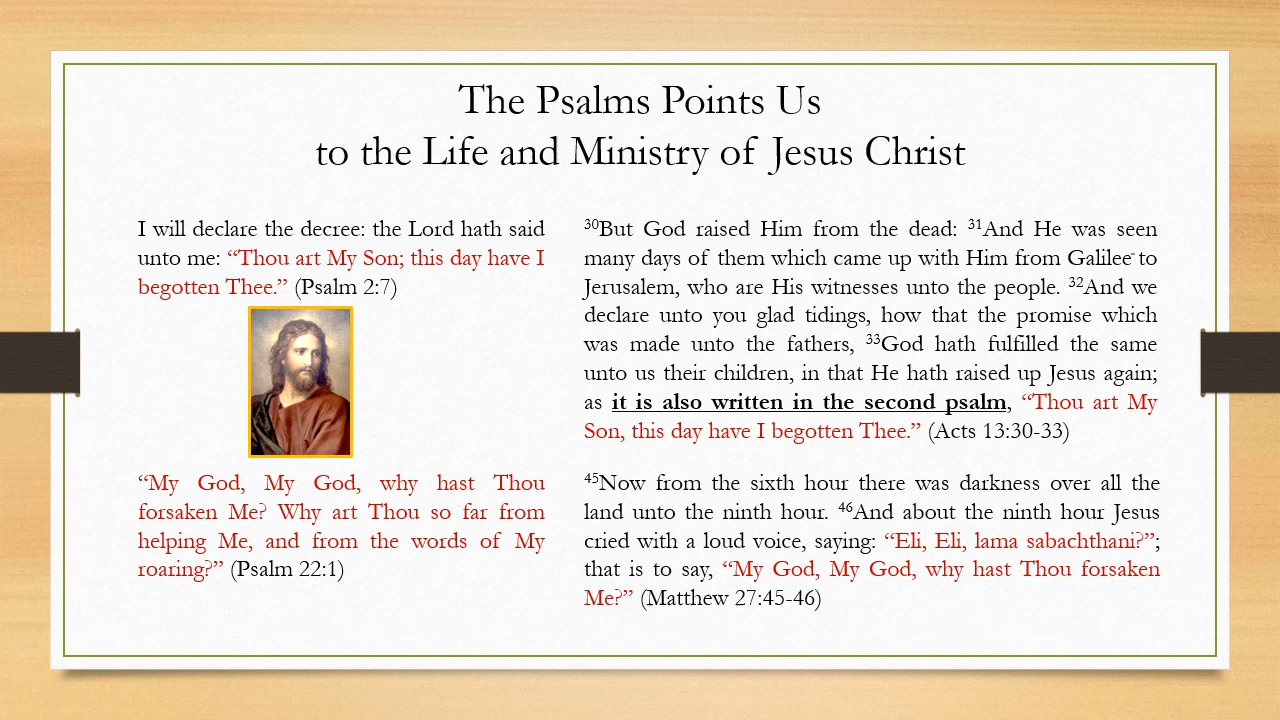 The Psalms Points Us
to the Life and Ministry of Jesus Christ
I will declare the decree: the Lord hath said
unto me: “Thou art My Son; this day have I
begotten Thee.” (Psalm 2:7)
“My God, My God, why hast Thou
forsaken Me? Why art Thou so far from
helping Me, and from the words of My
roaring?” (Psalm 22:1)
³⁰But God raised Him from the dead: ³¹And He was seen
many days of them which came up with Him from Galilee to
Jerusalem, who are His witnesses unto the people. ³²And we
declare unto you glad tidings, how that the promise which
was made unto the fathers, ³³God hath fulfilled the same
unto us their children, in that He hath raised up Jesus again;
as it is also written in the second psalm, “Thou art My
Son, this day have I begotten Thee.” (Acts 13:30-33)
⁴⁵Now from the sixth hour there was darkness over all the
land unto the ninth hour. ⁴⁶And about the ninth hour Jesus
cried with a loud voice, saying: “Eli, Eli, lama sabachthani?”;
that is to say, “My God, My God, why hast Thou forsaken
Me?” (Matthew 27:45-46)